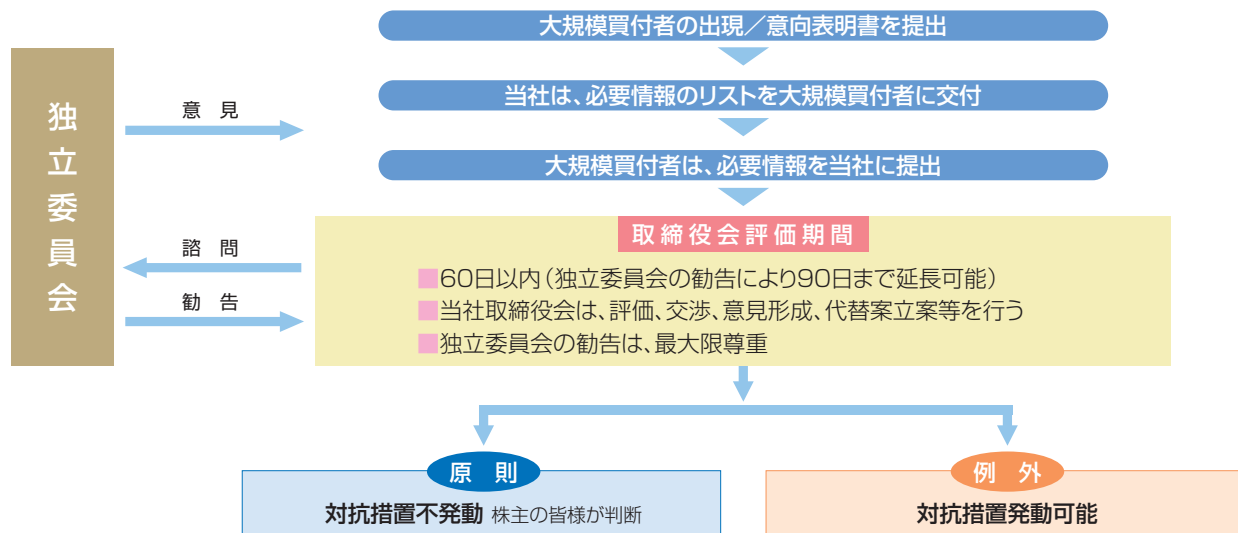 大規模買付者の出現／意向表明書を提出
当社は、必要情報のリストを大規模買付者に交付
大規模買付者は、必要情報を当社に提出
独立委員会
意 見
諮 問
勧 告
取締役会評価期間
■60日以内（独立委員会の勧告により90日まで延長可能）
■当社取締役会は、評価、交渉、意見形成、代替案立案等を行う
■独立委員会の勧告は、最大限尊重
原 則
対抗措置不発動 株主の皆様が判断
例 外
対抗措置発動可能